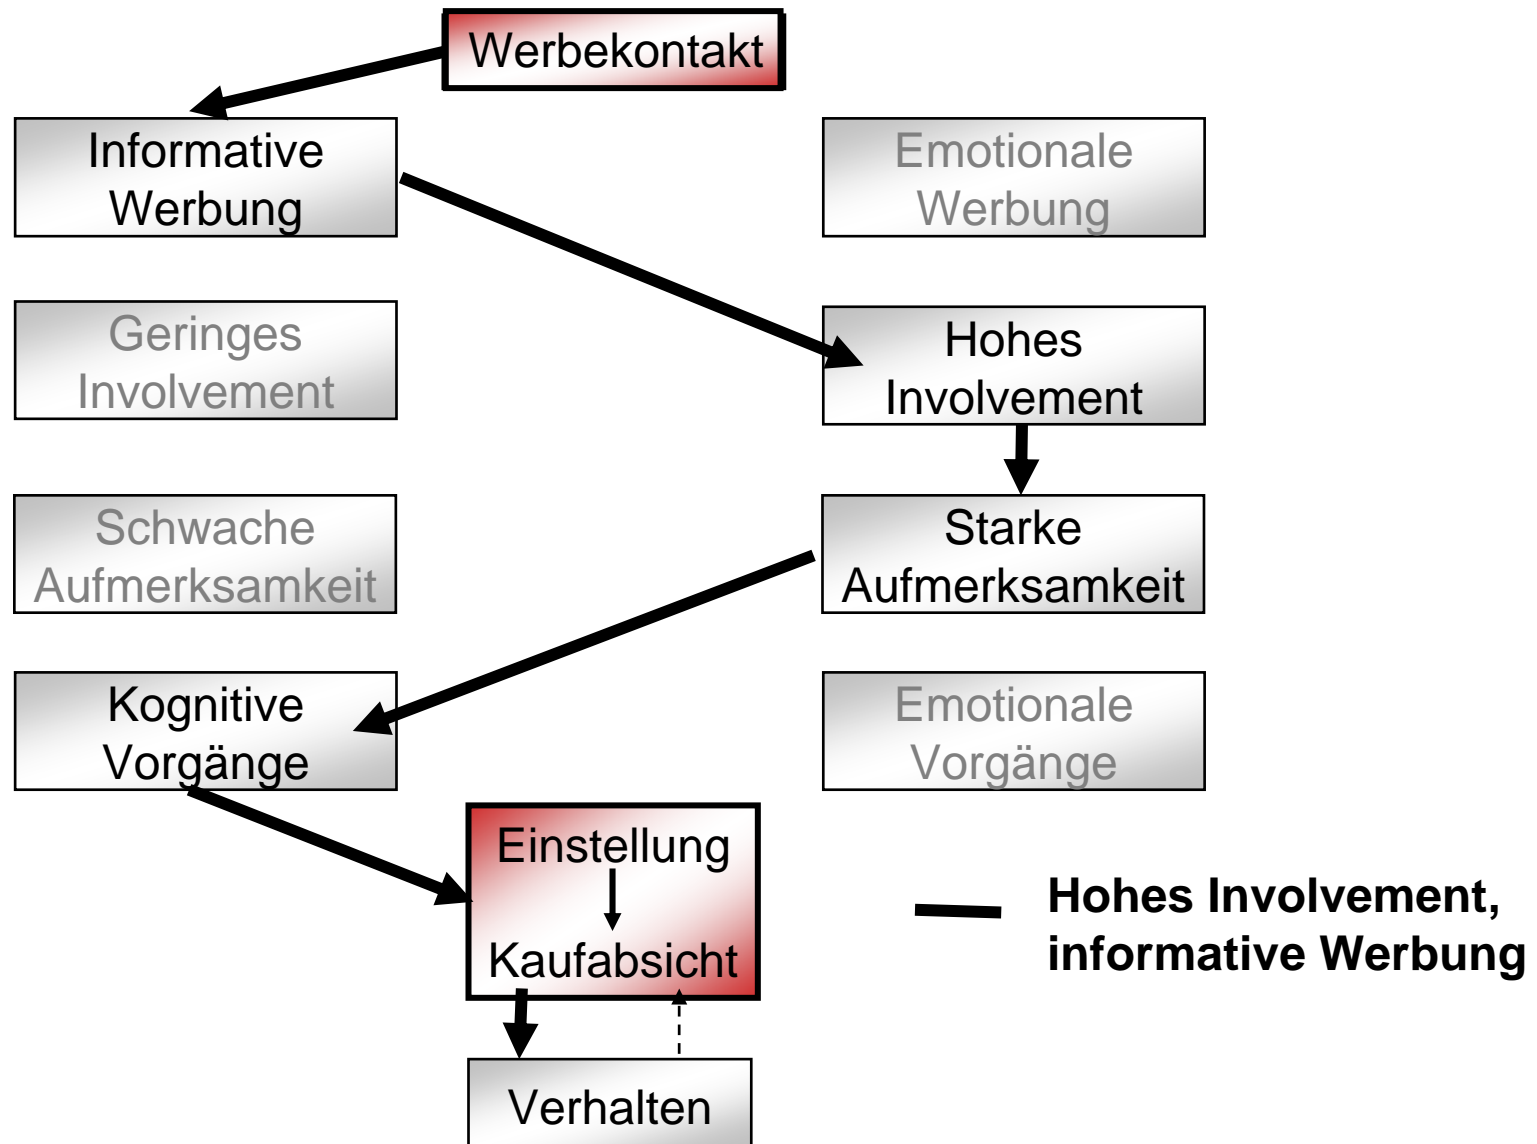 Werbekontakt
Informative
Werbung
Emotionale
Werbung
Geringes
Involvement
Hohes
Involvement
Schwache
Aufmerksamkeit
Starke
Aufmerksamkeit
Kognitive
Vorgänge
Emotionale
Vorgänge
Einstellung
Kaufabsicht
Hohes Involvement,
informative Werbung
Verhalten